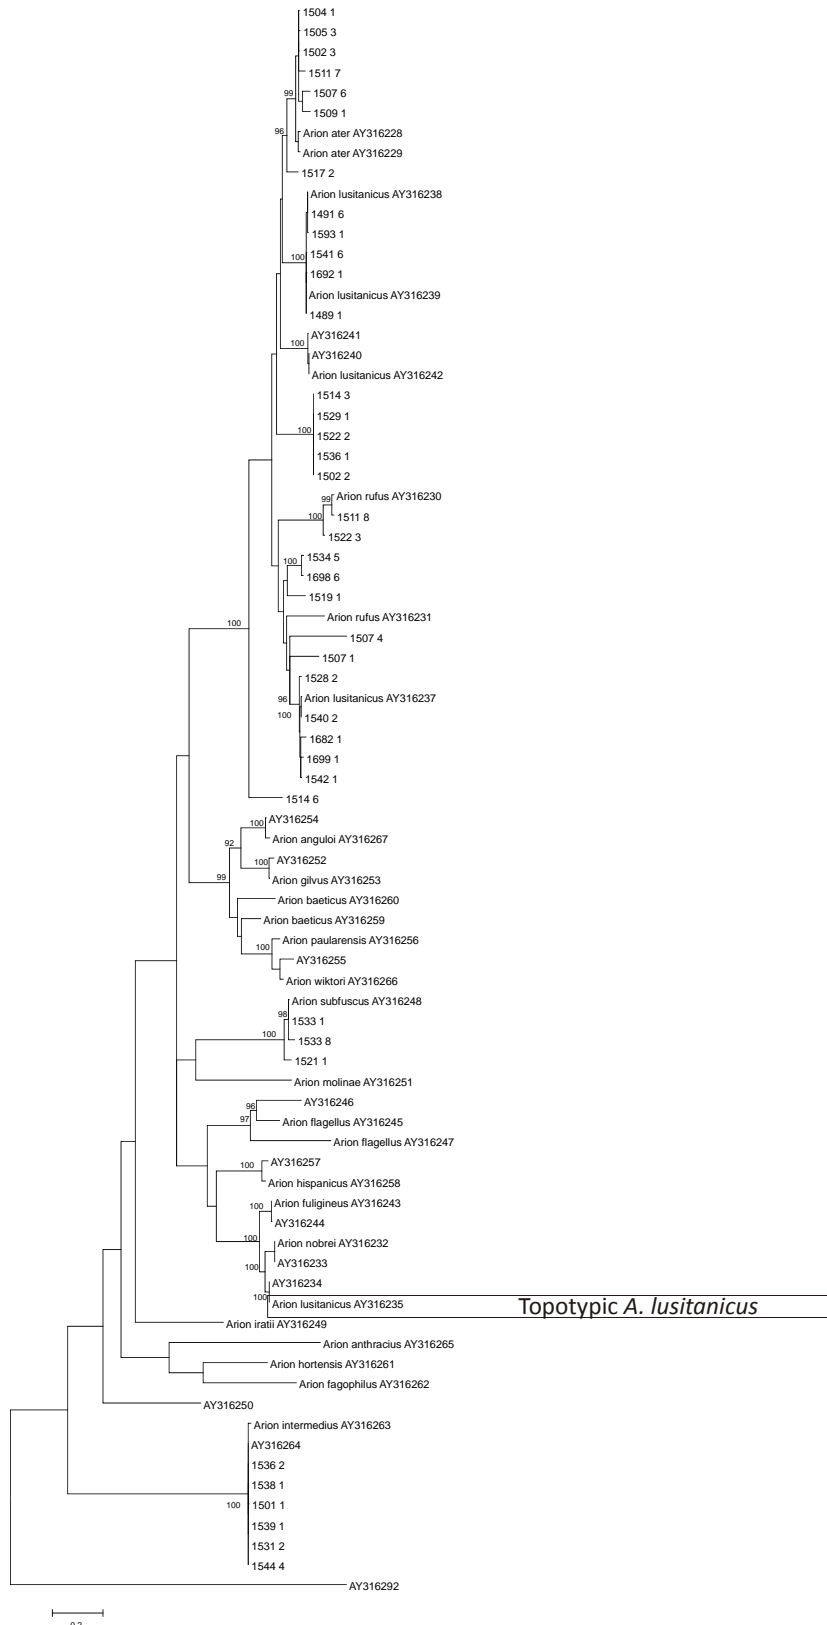 1504 1
1505 3
1502 3
1511 7
99
1507 6
1509 1
96
Arion ater AY316228
Arion ater AY316229
1517 2
Arion lusitanicus AY316238
1491 6
1593 1
1541 6
100
1692 1
Arion lusitanicus AY316239
1489 1
AY316241
100
AY316240
Arion lusitanicus AY316242
1514 3
1529 1
100
1522 2
1536 1
1502 2
Arion rufus AY316230
99
1511 8
100
1522 3
1534 5
100
1698 6
1519 1
Arion rufus AY316231
100
1507 4
1507 1
1528 2
96
Arion lusitanicus AY316237
100
1540 2
1682 1
1699 1
1542 1
1514 6
AY316254
100
Arion anguloi AY316267
92
AY316252
100
Arion gilvus AY316253
99
Arion baeticus AY316260
Arion baeticus AY316259
Arion paularensis AY316256
100
AY316255
Arion wiktori AY316266
Arion subfuscus AY316248
98
1533 1
100
1533 8
1521 1
Arion molinae AY316251
AY316246
96
Arion flagellus AY316245
97
Arion flagellus AY316247
AY316257
100
Arion hispanicus AY316258
Arion fuligineus AY316243
100
AY316244
100
Arion nobrei AY316232
AY316233
100
AY316234
100
Arion lusitanicus AY316235 Topotypic A. lusitanicus
Arion iratii AY316249
Arion anthracius AY316265
Arion hortensis AY316261
Arion fagophilus AY316262
AY316250
Arion intermedius AY316263
AY316264
1536 2
1538 1
100
1501 1
1539 1
1531 2
1544 4
AY316292